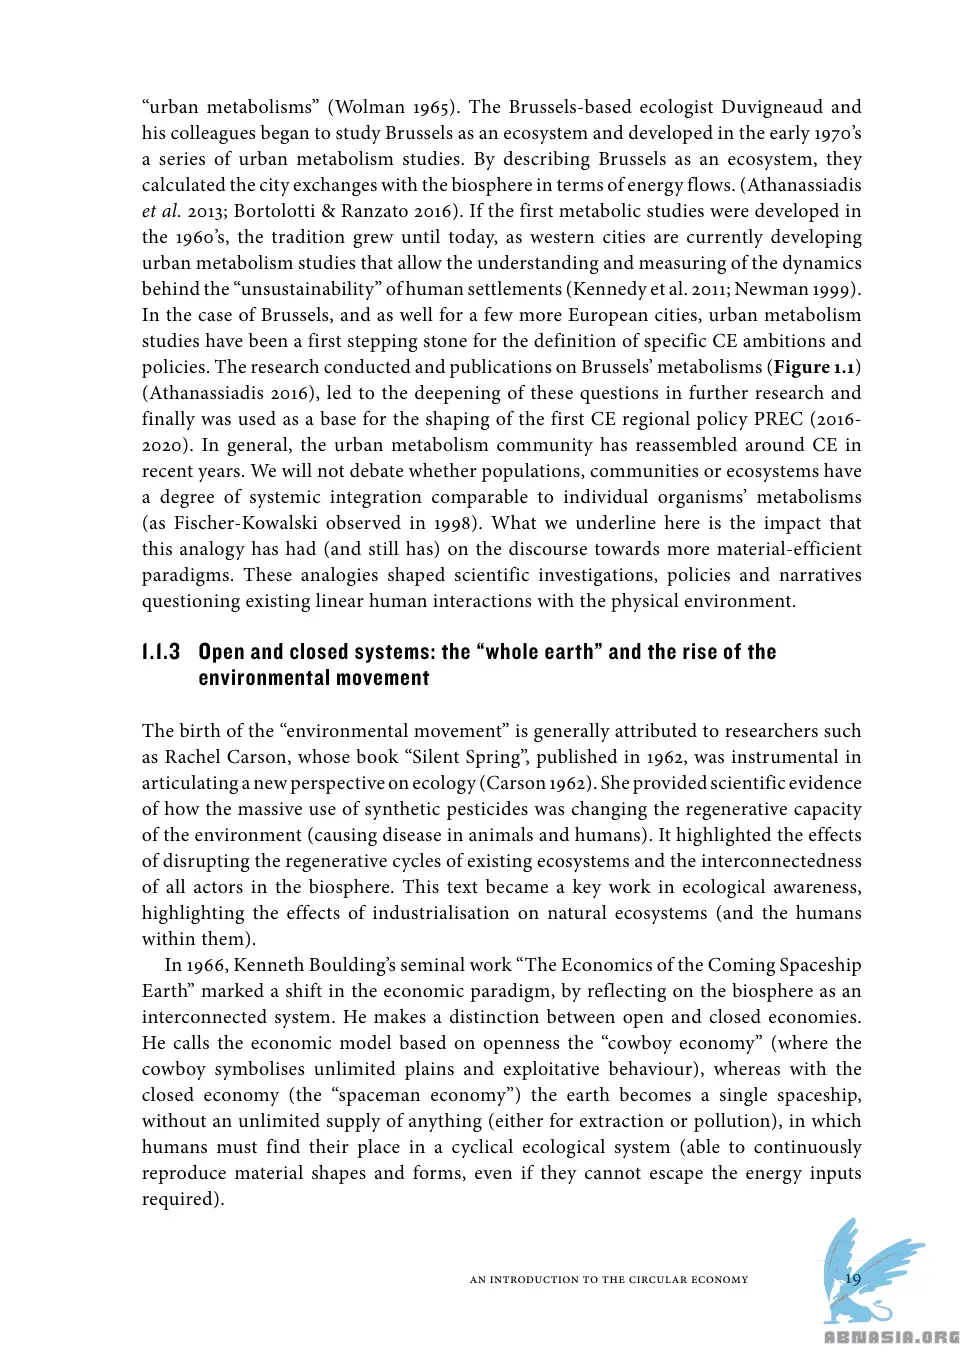 “urban metabolisms” (Wolman 1965). The Brussels-based ecologist Duvigneaud and
his colleagues began to study Brussels as an ecosystem and developed in the early 1970’s
a series of urban metabolism studies. By describing Brussels as an ecosystem, they
calculated the city exchanges with the biosphere in terms of energy flows. (Athanassiadis
et al. 2013; Bortolotti & Ranzato 2016). If the first metabolic studies were developed in
the 1960’s, the tradition grew until today, as western cities are currently developing
urban metabolism studies that allow the understanding and measuring of the dynamics
behind the “unsustainability” of human settlements (Kennedy et al. 2011; Newman 1999).
In the case of Brussels, and as well for a few more European cities, urban metabolism
studies have been a first stepping stone for the definition of specific CE ambitions and
policies. The research conducted and publications on Brussels’ metabolisms (Figure 1.1)
(Athanassiadis 2016), led to the deepening of these questions in further research and
finally was used as a base for the shaping of the first CE regional policy PREC (2016-
2020). In general, the urban metabolism community has reassembled around CE in
recent years. We will not debate whether populations, communities or ecosystems have
a degree of systemic integration comparable to individual organisms’ metabolisms
(as Fischer-Kowalski observed in 1998). What we underline here is the impact that
this analogy has had (and still has) on the discourse towards more material-efficient
paradigms. These analogies shaped scientific investigations, policies and narratives
questioning existing linear human interactions with the physical environment.
1.1.3 Open and closed systems: the “whole earth” and the rise of the
environmental movement
The birth of the “environmental movement” is generally attributed to researchers such
as Rachel Carson, whose book “Silent Spring”, published in 1962, was instrumental in
articulating a new perspective on ecology (Carson 1962). She provided scientific evidence
of how the massive use of synthetic pesticides was changing the regenerative capacity
of the environment (causing disease in animals and humans). It highlighted the effects
of disrupting the regenerative cycles of existing ecosystems and the interconnectedness
of all actors in the biosphere. This text became a key work in ecological awareness,
highlighting the effects of industrialisation on natural ecosystems (and the humans
within them).
In 1966, Kenneth Boulding’s seminal work “The Economics of the Coming Spaceship
Earth” marked a shift in the economic paradigm, by reflecting on the biosphere as an
interconnected system. He makes a distinction between open and closed economies.
He calls the economic model based on openness the “cowboy economy” (where the
cowboy symbolises unlimited plains and exploitative behaviour), whereas with the
closed economy (the “spaceman economy”) the earth becomes a single spaceship,
without an unlimited supply of anything (either for extraction or pollution), in which
humans must find their place in a cyclical ecological system (able to continuously
reproduce material shapes and forms, even if they cannot escape the energy inputs
required).
AN INTRODUCTION TO THE CIRCULAR ECONOMY 19
ABNASIA.ORG